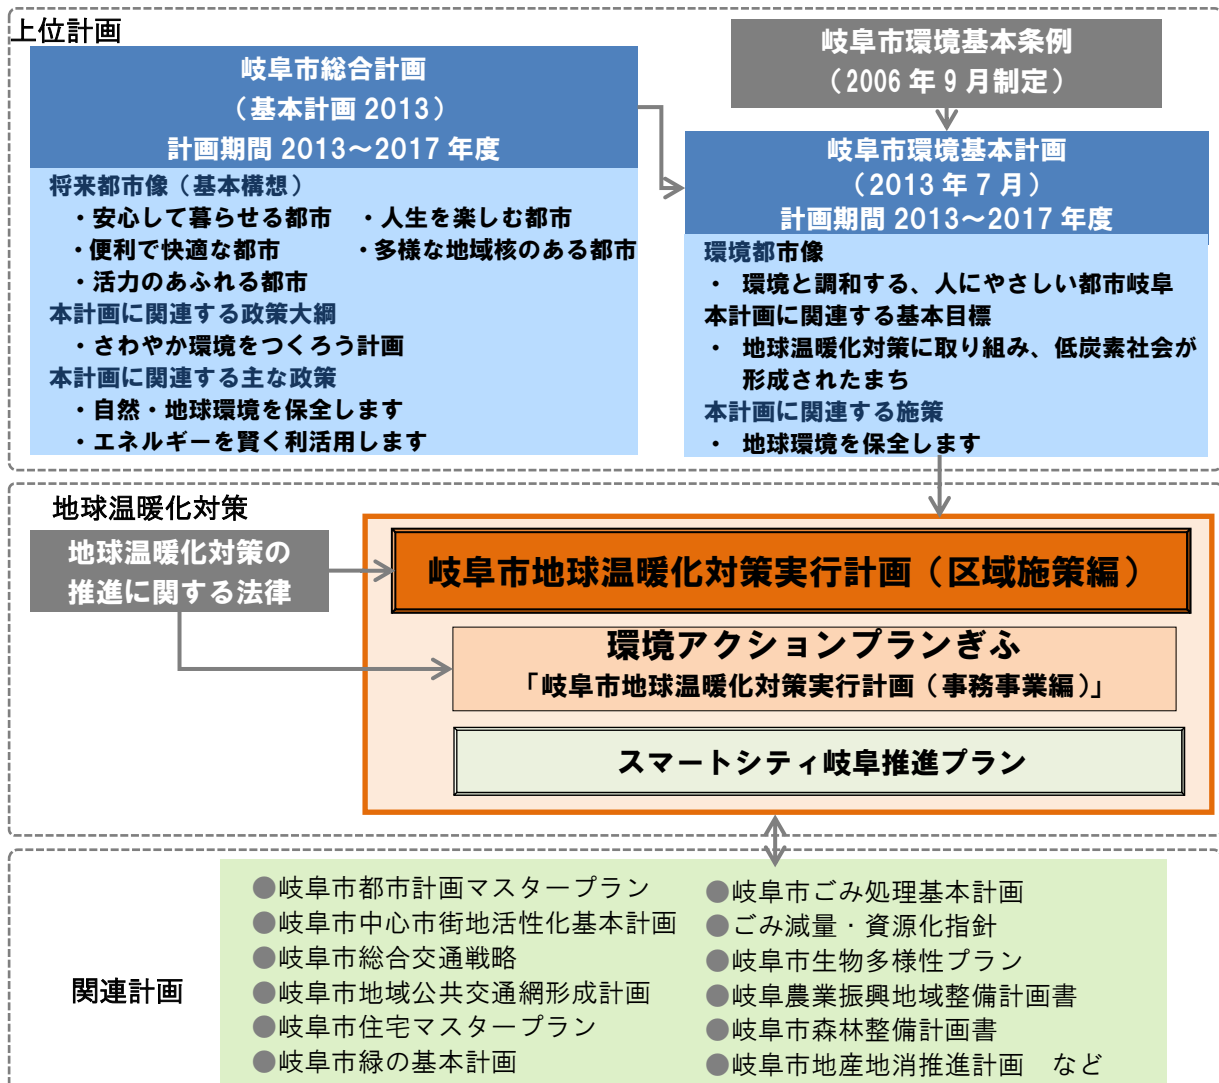 上位計画
岐阜市総合計画
（基本計画 2013）
計画期間 2013～2017 年度
将来都市像（基本構想）
・安心して暮らせる都市　・人生を楽しむ都市
・便利で快適な都市　・多様な地域核のある都市
・活力のあふれる都市
本計画に関連する政策大綱
・さわやか環境をつくろう計画
本計画に関連する主な政策
・自然・地球環境を保全します
・エネルギーを賢く利活用します
岐阜市環境基本条例
（2006 年 9 月制定）
岐阜市環境基本計画
（2013 年 7 月）
計画期間 2013～2017 年度
環境都市像
・ 環境と調和する、人にやさしい都市岐阜
本計画に関連する基本目標
・ 地球温暖化対策に取り組み、低炭素社会が
形成されたまち
本計画に関連する施策
・ 地球環境を保全します
地球温暖化対策
地球温暖化対策の
推進に関する法律
岐阜市地球温暖化対策実行計画（区域施策編）
環境アクションプランぎふ
「岐阜市地球温暖化対策実行計画（事務事業編）」
スマートシティ岐阜推進プラン
関連計画
●岐阜市都市計画マスタープラン
●岐阜市中心市街地活性化基本計画
●岐阜市総合交通戦略
●岐阜市地域公共交通網形成計画
●岐阜市住宅マスタープラン
●岐阜市緑の基本計画
●岐阜市ごみ処理基本計画
●ごみ減量・資源化指針
●岐阜市生物多様性プラン
●岐阜農業振興地域整備計画書
●岐阜市森林整備計画書
●岐阜市地産地消推進計画　など